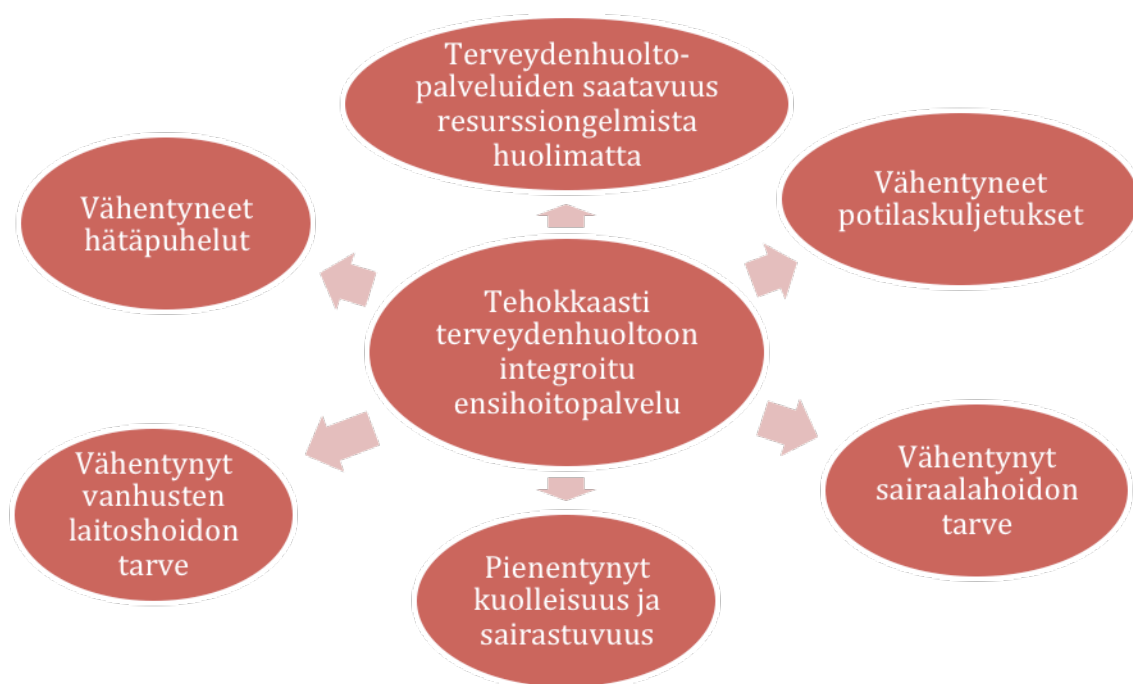 Terveydenhuolto-
palveluiden saatavuus
resurssiongelmista
huolimatta
Vähentyneet
potilaskuljetukset
Vähentyneet
hätäpuhelut
Tehokkaasti
terveydenhuoltoon
integroitu
ensihoitopalvelu
Vähentynyt
sairaalahoidon
tarve
Vähentynyt
vanhusten
laitoshoidon
tarve
Pienentynyt
kuolleisuus ja
sairastuvuus